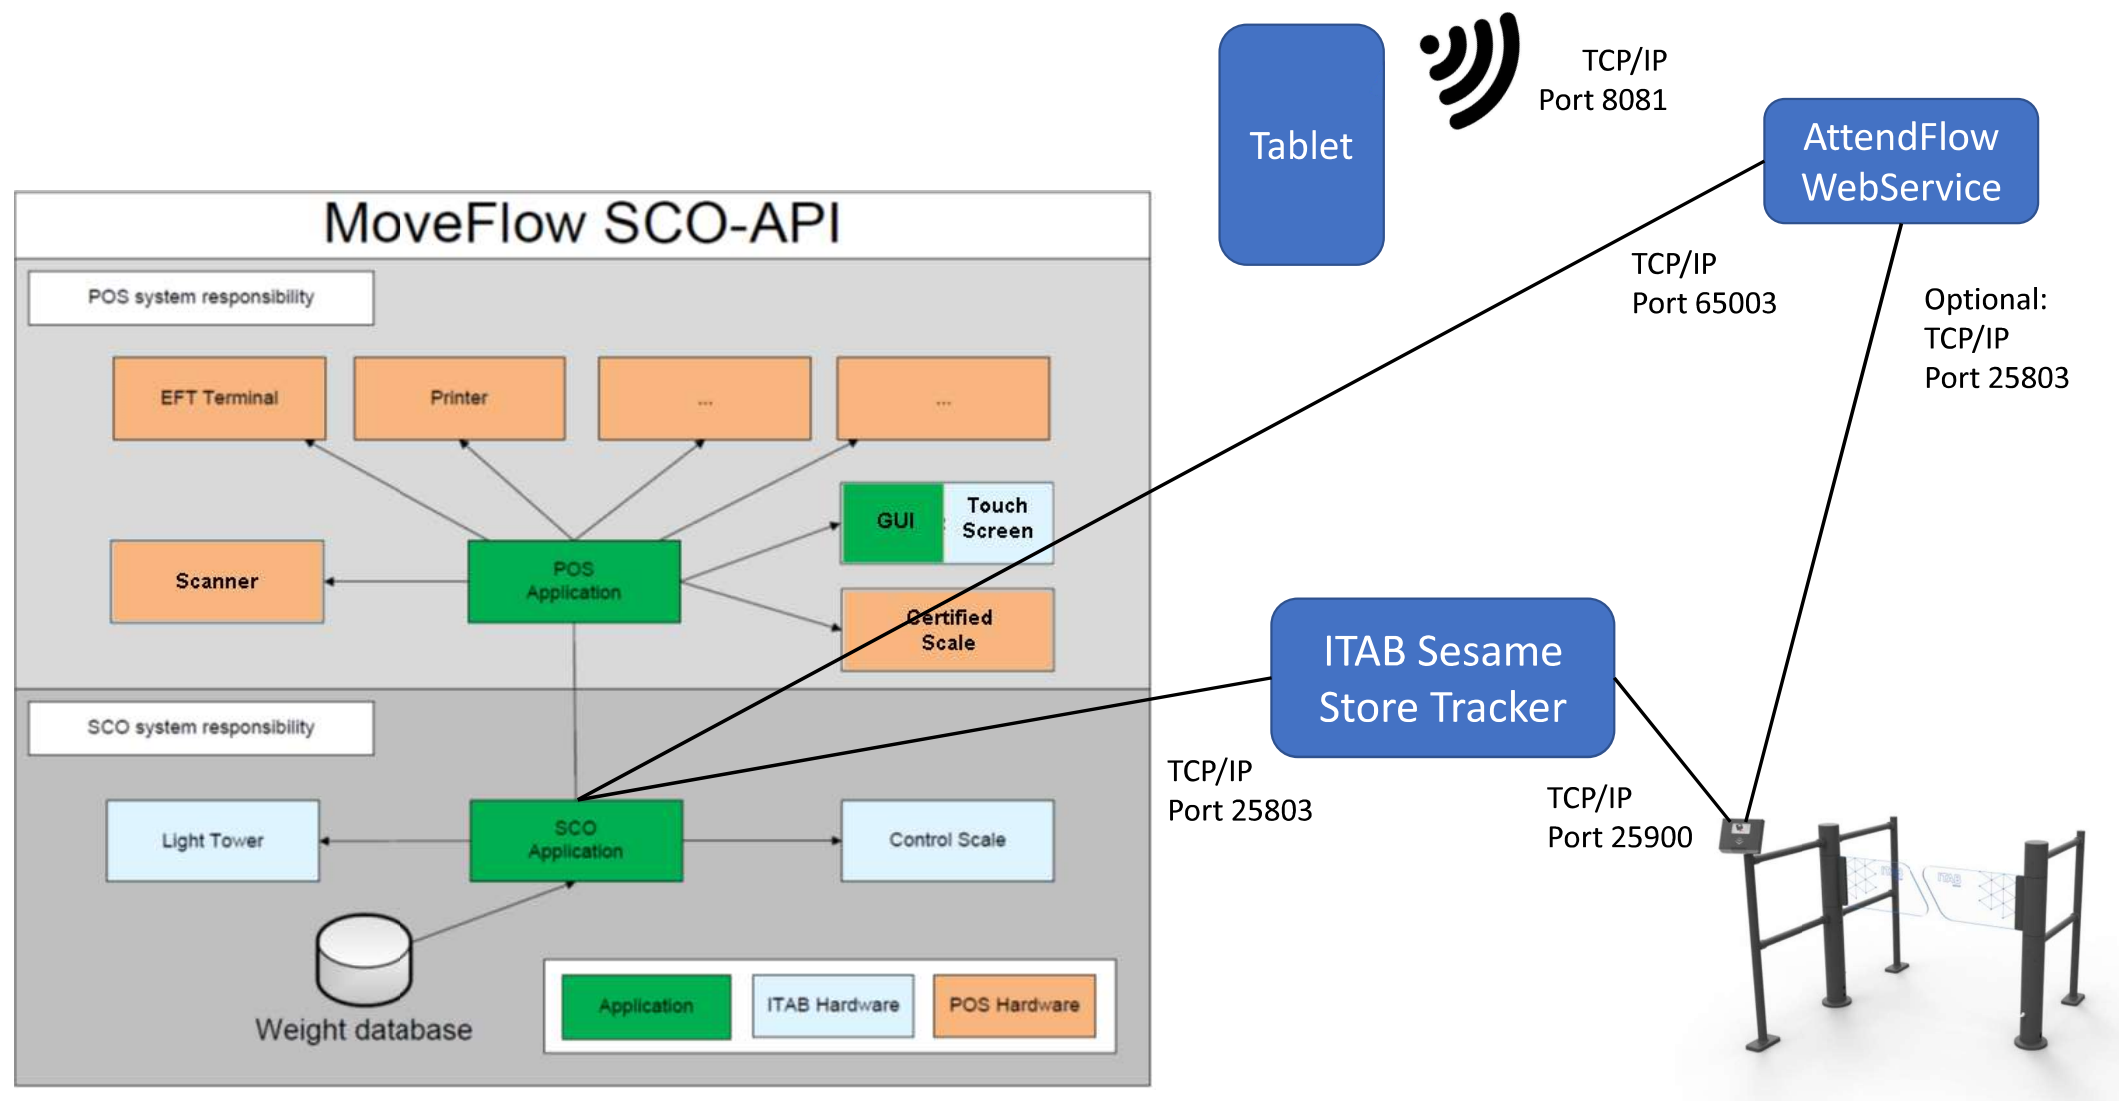 TCP/IP
Port 8081
Tablet
AttendFlow
WebService
MoveFlow SCO-API
POS system responsibility
TCP/IP
Port 65003
Optional:
TCP/IP
Port 25803
EFT Terminal
Printer
...
...
GUI
Touch
Screen
Scanner
POS
Application
Certified
Scale
ITAB Sesame
Store Tracker
SCO system responsibility
TCP/IP
Port 25803
TCP/IP
Port 25900
Light Tower
SCO
Application
Control Scale
ITAB
ITAB
Weight database
Application
ITAB Hardware
POS Hardware